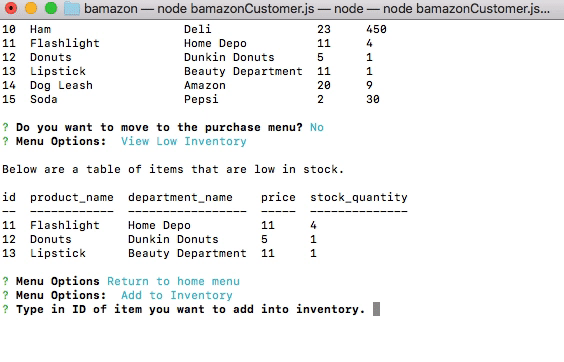 bamazon — node bamazonCustomer.js — node — node bamazonCustomer.js...
10 Ham Deli 23 450
11 Flashlight Home Depo 11 4
12 Donuts Dunkin Donuts 5 1
13 Lipstick Beauty Department 11 1
14 Dog Leash Amazon 20 9
15 Soda Pepsi 2 30
? Do you want to move to the purchase menu? No
? Menu Options: View Low Inventory
Below are a table of items that are low in stock.
id product_name department_name price stock_quantity
-- ------------ ----------------- ----- --------------
11 Flashlight Home Depo 11 4
12 Donuts Dunkin Donuts 5 1
13 Lipstick Beauty Department 11 1
? Menu Options Return to home menu
? Menu Options: Add to Inventory
? Type in ID of item you want to add into inventory.